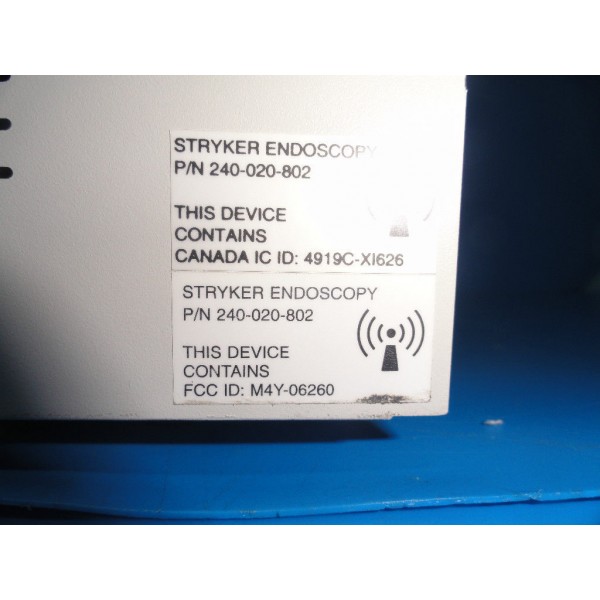 STRYKER ENDOSCOPY
P/N 240-020-802
THIS DEVICE
CONTAINS
CANADA IC ID: 4919C-XI626
STRYKER ENDOSCOPY
P/N 240-020-802
THIS DEVICE
CONTAINS
FCC ID: M4Y-06260